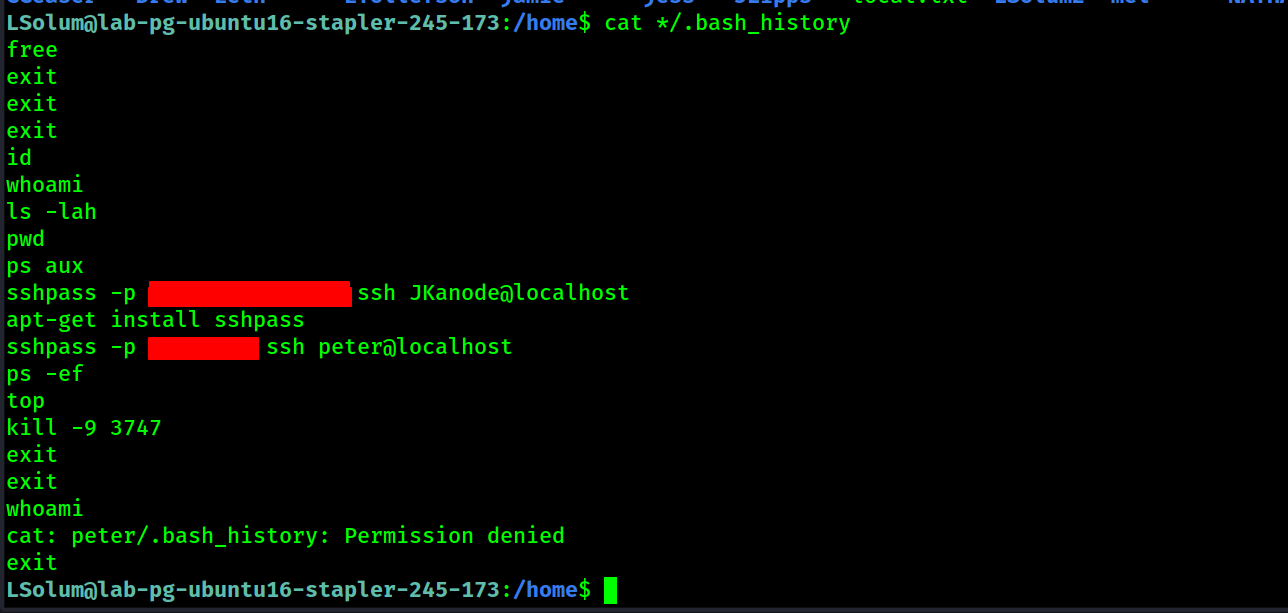 LSolum@lab-pg-ubuntu16-stapler-245-173:/home$ cat */.bash_history
free
exit
exit
exit
id
whoami
ls -lah
pwd
ps aux
sshpass -p ssh JKanode@localhost
apt-get install sshpass
sshpass -p ssh peter@localhost
ps -ef
top
kill -9 3747
exit
exit
whoami
cat: peter/.bash_history: Permission denied
exit
LSolum@lab-pg-ubuntu16-stapler-245-173:/home$